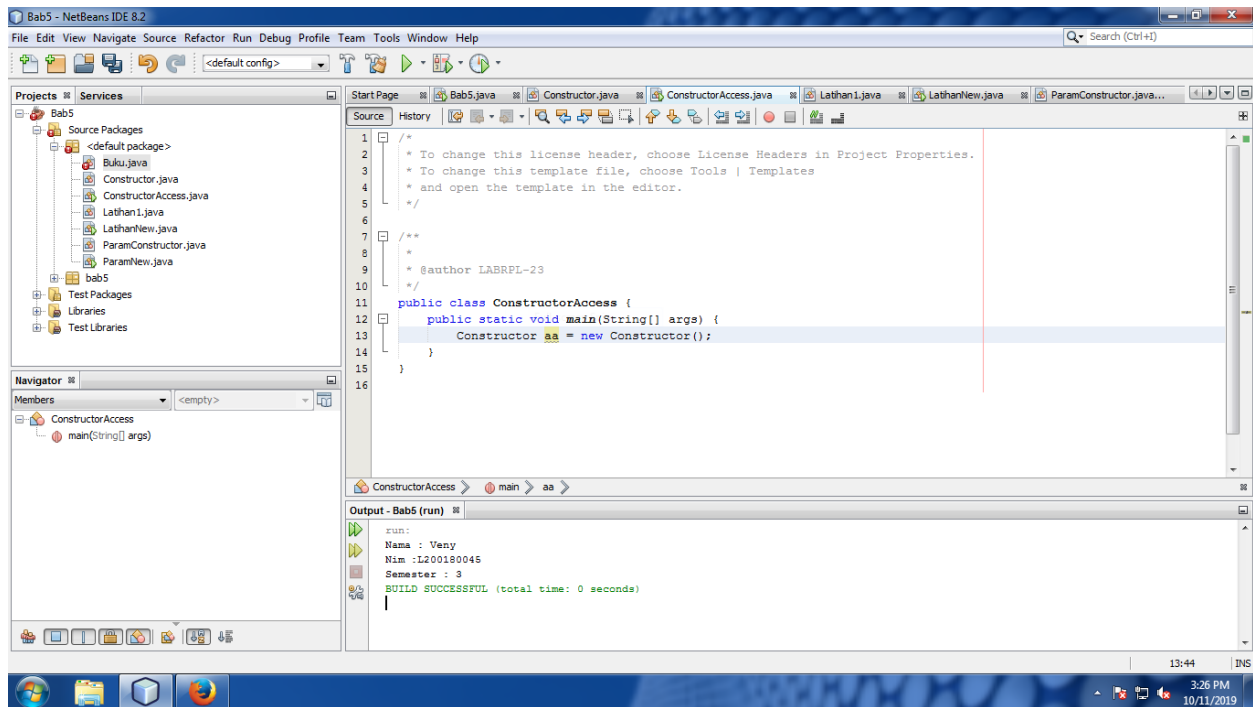 Bab5 - NetBeans IDE 8.2
File Edit View Navigate Source Refactor Run Debug Profile Team Tools Window Help
Search (Ctrl+I)
<default config>
Projects Services
Bab5
Source Packages
<default package>
Buku.java
Constructor.java
ConstructorAccess.java
Latihan1.java
LatihanNew.java
ParamConstructor.java
ParamNew.java
bab5
Test Packages
Libraries
Test Libraries
Navigator
Members <empty>
ConstructorAccess
main(String[] args)
Start Page Bab5.java Constructor.java ConstructorAccess.java Latihan1.java LatihanNew.java ParamConstructor.java...
Source History
1 /*
2 * To change this license header, choose License Headers in Project Properties.
3 * To change this template file, choose Tools | Templates
4 * and open the template in the editor.
5 */
6
7 /**
8 *
9 * @author LABRPL-23
10 */
11 public class ConstructorAccess {
12 public static void main(String[] args) {
13 Constructor aa = new Constructor();
14 }
15 }
16
ConstructorAccess main aa
Output - Bab5 (run)
run:
Nama : Veny
Nim :L200180045
Semester : 3
BUILD SUCCESSFUL (total time: 0 seconds)
13:44 INS
3:26 PM
10/11/2019